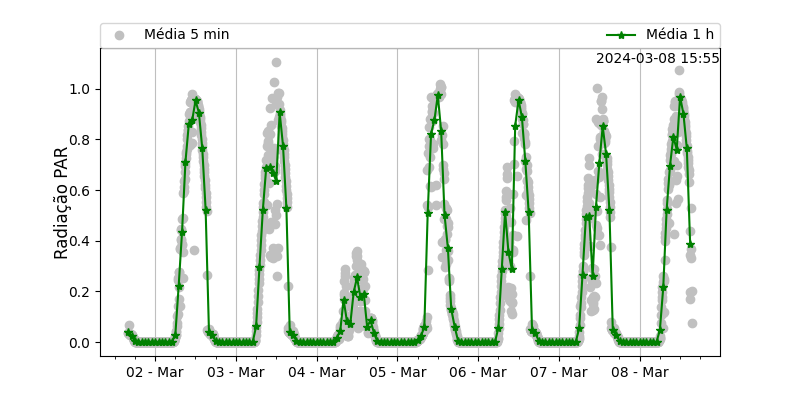 Média 5 min
Média 1 h
2024-03-08 15:55
Radiação PAR
1.0
0.8
0.6
0.4
0.2
0.0
02 - Mar
03 - Mar
04 - Mar
05 - Mar
06 - Mar
07 - Mar
08 - Mar